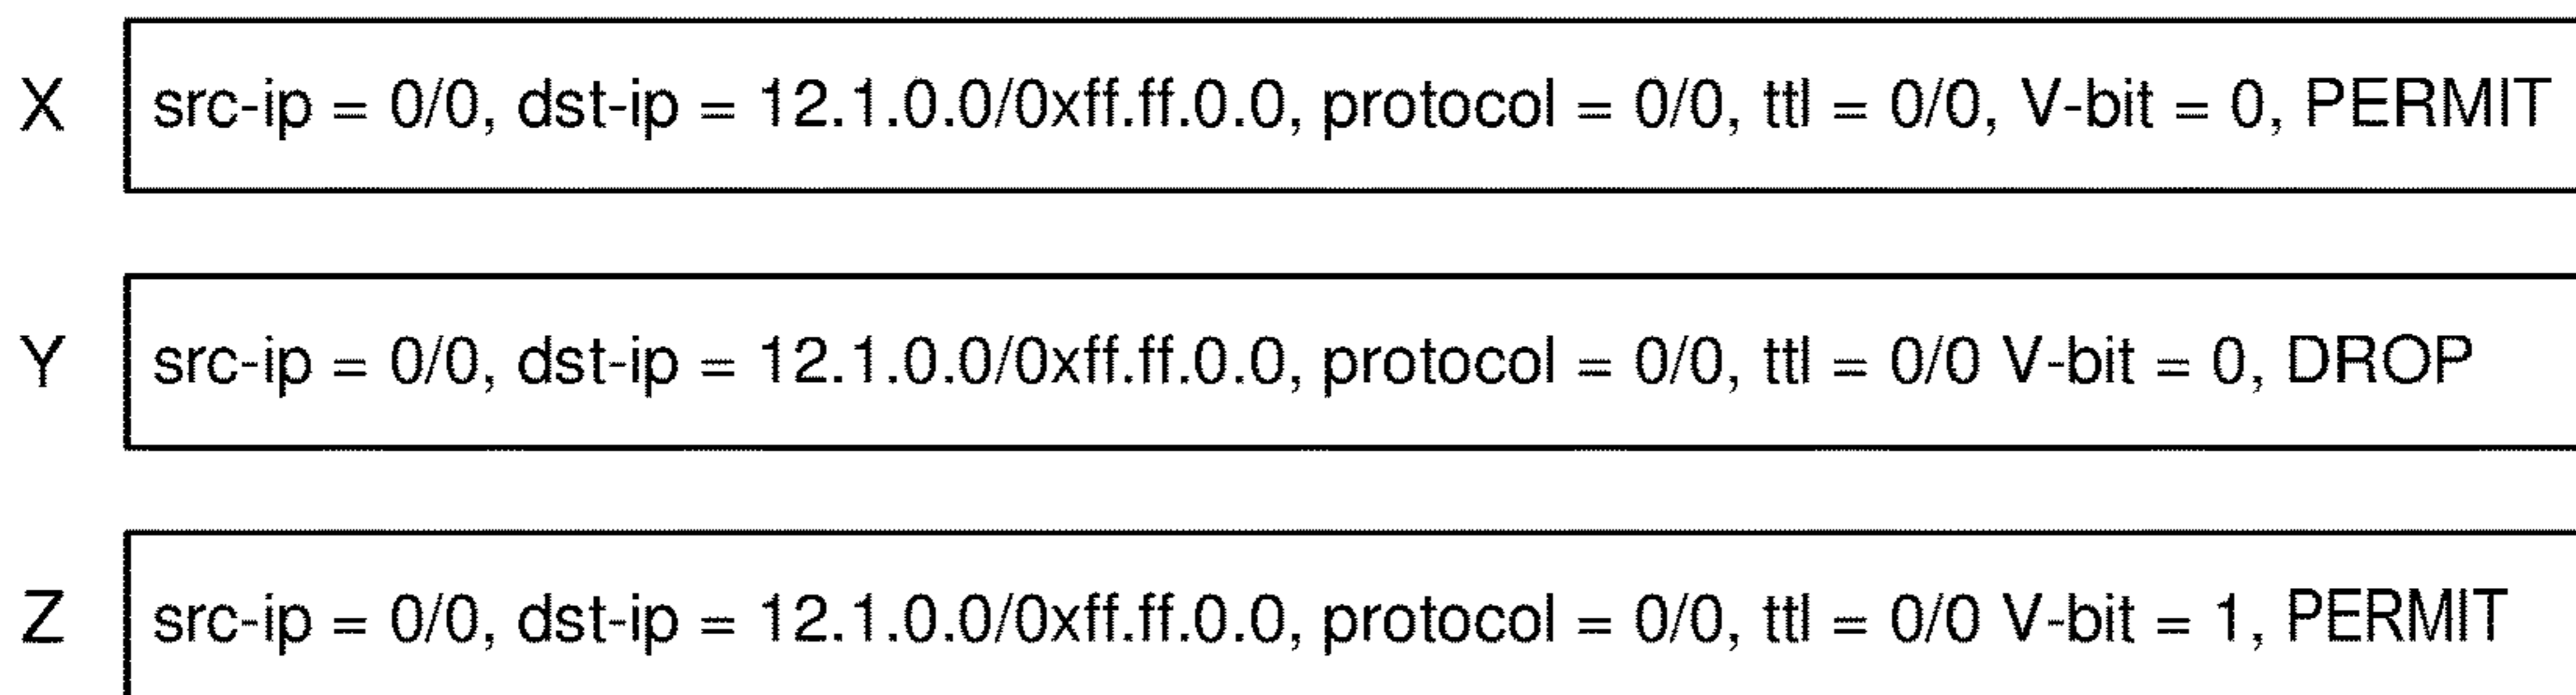 X src-ip = 0/0, dst-ip = 12.1.0.0/0xff.ff.0.0, protocol = 0/0, ttl = 0/0, V-bit = 0, PERMIT
Y src-ip = 0/0, dst-ip = 12.1.0.0/0xff.ff.0.0, protocol = 0/0, ttl = 0/0 V-bit = 0, DROP
Z src-ip = 0/0, dst-ip = 12.1.0.0/0xff.ff.0.0, protocol = 0/0, ttl = 0/0 V-bit = 1, PERMIT